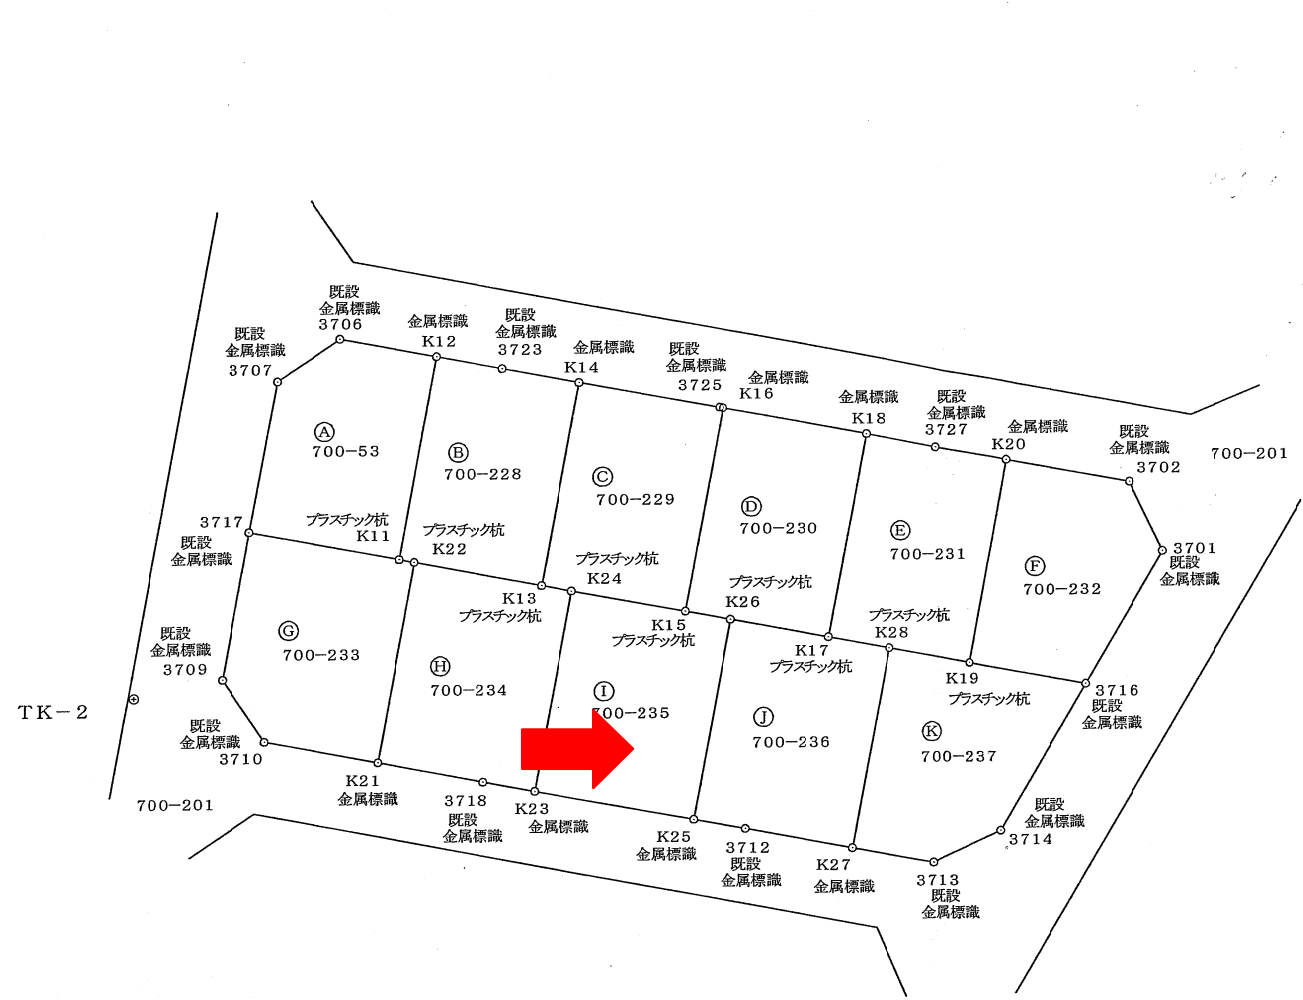 既設
金属標識
3706
既設
金属標識
3707
金属標識
K12
既設
金属標識
3723
金属標識
K14
既設
金属標識
3725
金属標識
K16
金属標識
K18
既設
金属標識
3727
金属標識
K20
既設
金属標識
3702
700-201
Ⓐ
700-53
Ⓑ
700-228
Ⓒ
700-229
Ⓓ
700-230
Ⓔ
700-231
Ⓕ
700-232
3701
既設
金属標識
3717
既設
金属標識
プラスチック杭
K11
プラスチック杭
K22
プラスチック杭
K24
K13
プラスチック杭
プラスチック杭
K26
K15
プラスチック杭
プラスチック杭
K28
K17
プラスチック杭
K19
プラスチック杭
3716
既設
金属標識
Ⓖ
700-233
Ⓗ
700-234
Ⓘ
700-235
Ⓙ
700-236
Ⓚ
700-237
既設
金属標識
3709
TK-2
既設
金属標識
3710
700-201
K21
金属標識
3718
既設
金属標識
K23
金属標識
K25
金属標識
3712
既設
金属標識
K27
金属標識
3713
既設
金属標識
既設
金属標識
3714